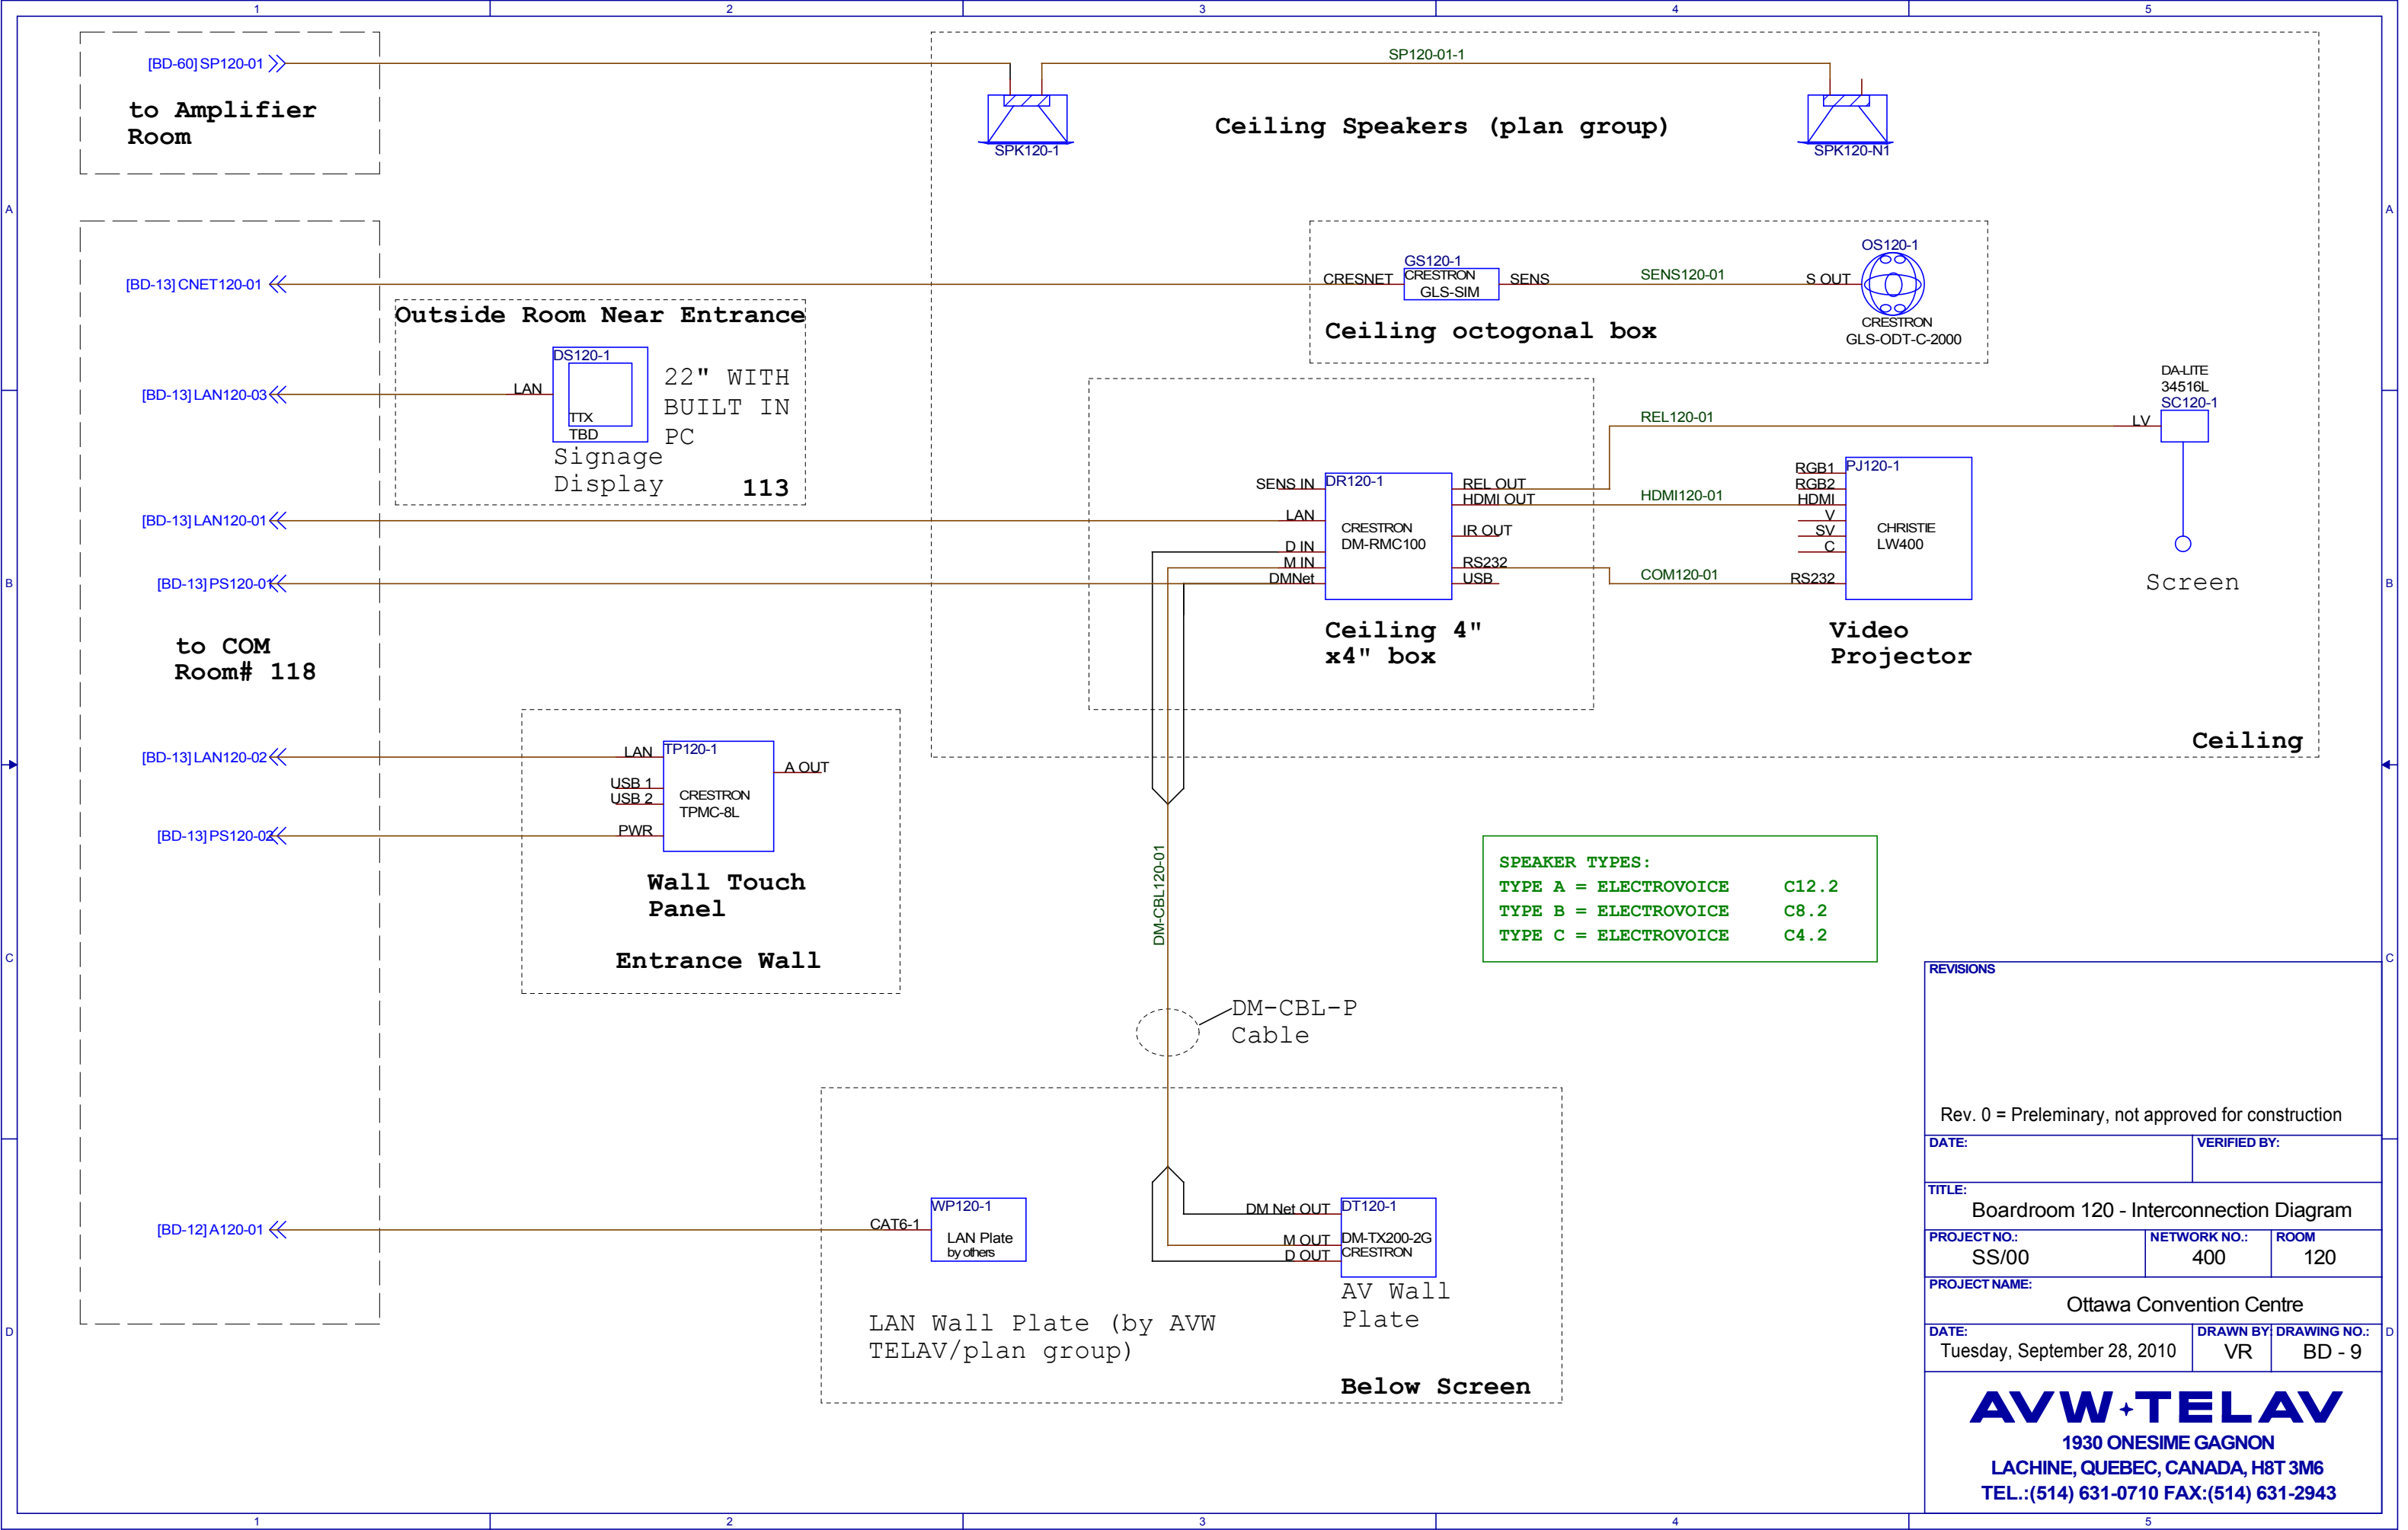 1 2 3 4 5
[BD-60] SP120-01
to Amplifier
Room
SP120-01-1
Ceiling Speakers (plan group)
SPK120-1
SPK120-N1
A
A
[BD-13] CNET120-01
CRESNET
GS120-1
CRESTRON
GLS-SIM
SENS
SENS120-01
S OUT
OS120-1
CRESTRON
GLS-ODT-C-2000
Ceiling octogonal box
Outside Room Near Entrance
[BD-13] LAN120-03
LAN
DS120-1
TTX
TBD
22" WITH
BUILT IN
PC
Signage
Display
113
DA-LITE
34516L
SC120-1
LV
REL120-01
Screen
[BD-13] LAN120-01
[BD-13] PS120-01
SENS IN
LAN
D IN
M IN
DMNet
DR120-1
CRESTRON
DM-RMC100
REL OUT
HDMI OUT
IR OUT
RS232
USB
HDMI120-01
COM120-01
RGB1
RGB2
HDMI
V
SV
C
RS232
PJ120-1
CHRISTIE
LW400
B
B
Ceiling 4"
x4" box
Video
Projector
to COM
Room# 118
Ceiling
[BD-13] LAN120-02
[BD-13] PS120-02
LAN
USB 1
USB 2
PWR
TP120-1
CRESTRON
TPMC-8L
A OUT
Wall Touch
Panel
Entrance Wall
DM-CBL120-01
SPEAKER TYPES:
TYPE A = ELECTROVOICE C12.2
TYPE B = ELECTROVOICE C8.2
TYPE C = ELECTROVOICE C4.2
C
C
DM-CBL-P
Cable
[BD-12] A120-01
CAT6-1
WP120-1
LAN Plate
by others
DM Net OUT
M OUT
D OUT
DT120-1
DM-TX200-2G
CRESTRON
AV Wall
Plate
LAN Wall Plate (by AVW
TELAV/plan group)
Below Screen
D
D
REVISIONS
Rev. 0 = Preleminary, not approved for construction
DATE:
VERIFIED BY:
TITLE:
Boardroom 120 - Interconnection Diagram
PROJECT NO.:
SS/00
NETWORK NO.:
400
ROOM
120
PROJECT NAME:
Ottawa Convention Centre
DATE:
Tuesday, September 28, 2010
DRAWN BY:
VR
DRAWING NO.:
BD - 9
AVW TELAV
1930 ONESIME GAGNON
LACHINE, QUEBEC, CANADA, H8T 3M6
TEL.:(514) 631-0710 FAX:(514) 631-2943
1 2 3 4 5